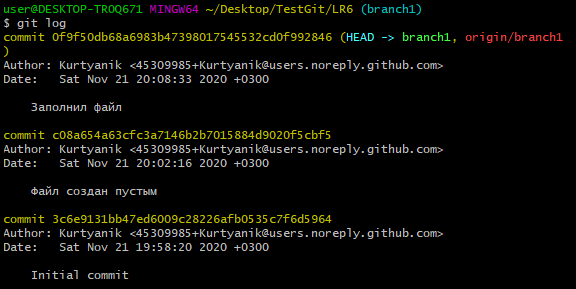 user@DESKTOP-TROQ671 MINGW64 ~/Desktop/TestGit/LR6 (branch1)
$ git log
commit 0f9f50db68a6983b47398017545532cd0f992846 (HEAD -> branch1, origin/branch1
)
Author: Kurtyanik <45309985+Kurtyanik@users.noreply.github.com>
Date:   Sat Nov 21 20:08:33 2020 +0300

    Заполнил файл

commit c08a654a63cfc3a7146b2b7015884d9020f5cbf5
Author: Kurtyanik <45309985+Kurtyanik@users.noreply.github.com>
Date:   Sat Nov 21 20:02:16 2020 +0300

    Файл создан пустым

commit 3c6e9131bb47ed6009c28226afb0535c7f6d5964
Author: Kurtyanik <45309985+Kurtyanik@users.noreply.github.com>
Date:   Sat Nov 21 19:58:20 2020 +0300

    Initial commit